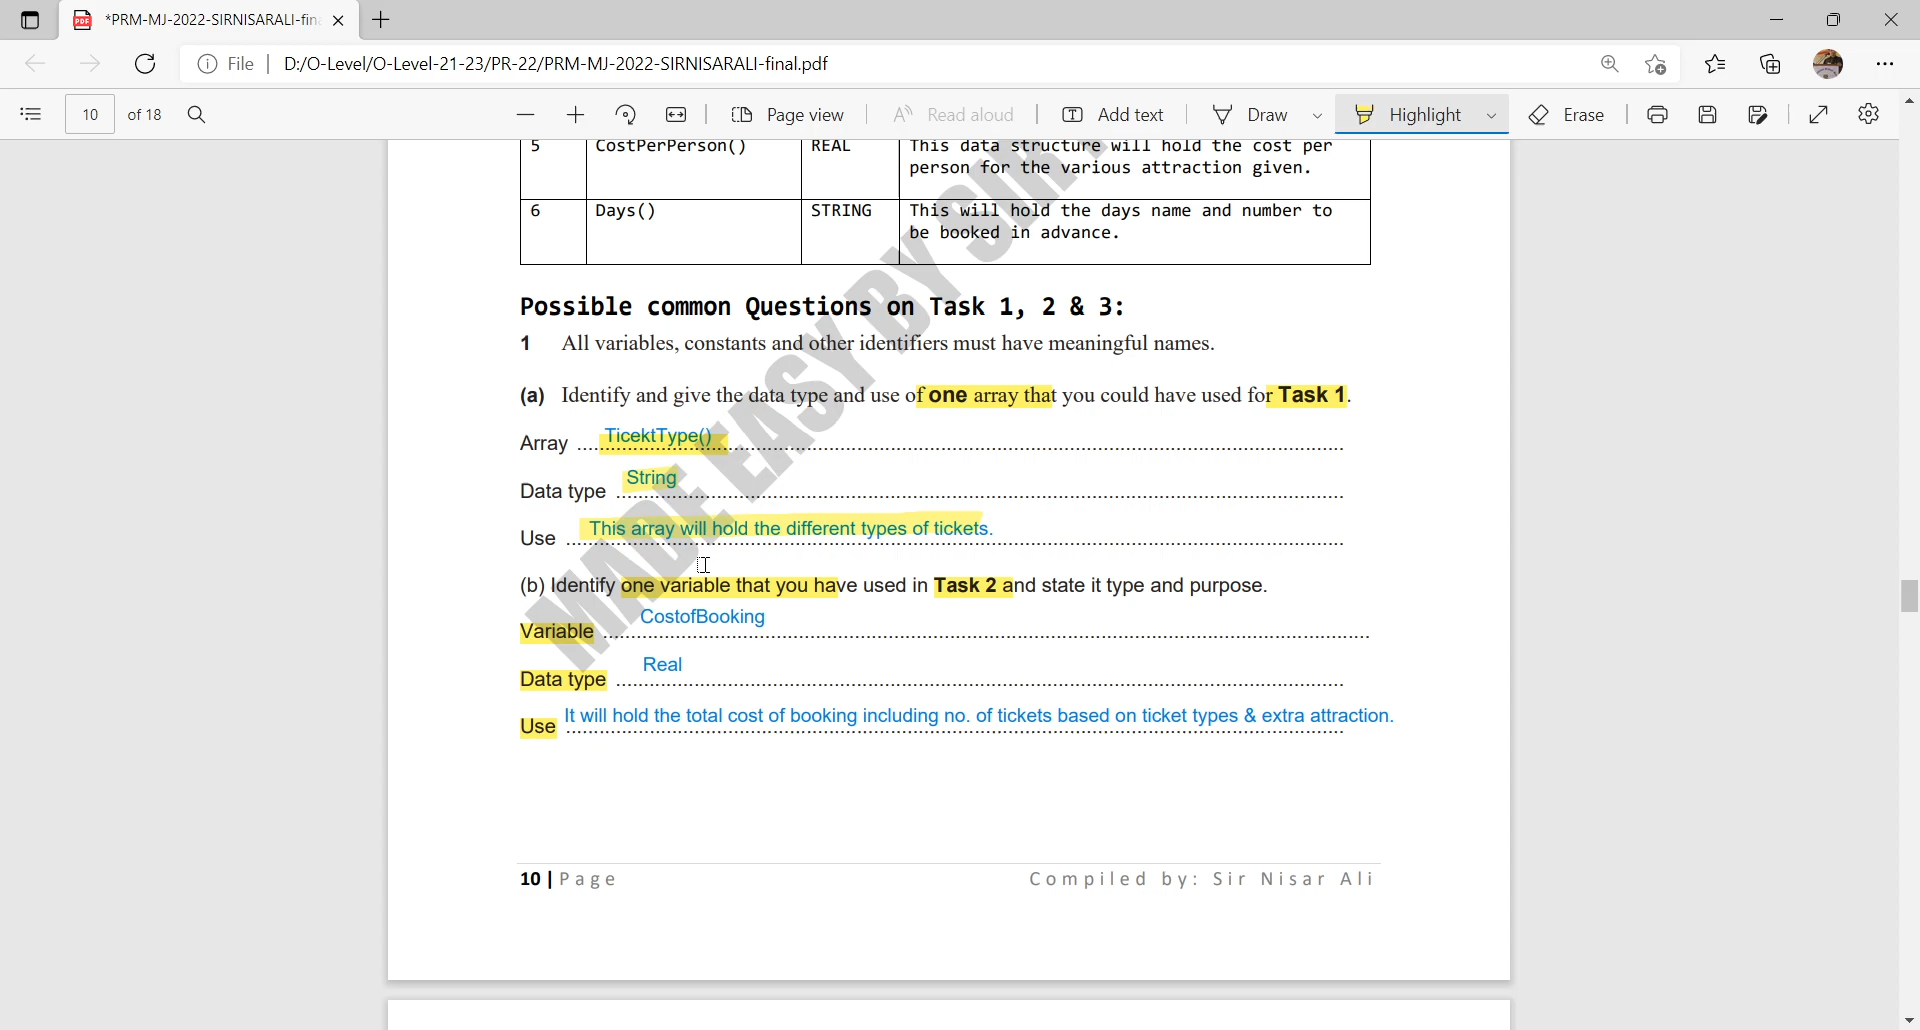 *PRM-MJ-2022-SIRNISARALI-fin
File D:/O-Level/O-Level-21-23/PR-22/PRM-MJ-2022-SIRNISARALI-final.pdf
10 of 18 Page view Read aloud Add text Draw Highlight Erase
5 CostPerPerson() REAL This data structure will hold the cost per
person for the various attraction given.
6 Days() STRING This will hold the days name and number to
be booked in advance.
Possible common Questions on Task 1, 2 & 3:
1 All variables, constants and other identifiers must have meaningful names.
(a) Identify and give the data type and use of one array that you could have used for Task 1.
Array TicektType()
Data type String
Use This array will hold the different types of tickets.
(b) Identify one variable that you have used in Task 2 and state it type and purpose.
Variable CostofBooking
Data type Real
Use It will hold the total cost of booking including no. of tickets based on ticket types & extra attraction.
10 | Page Compiled by: Sir Nisar Ali
MADE EASY BY SIR